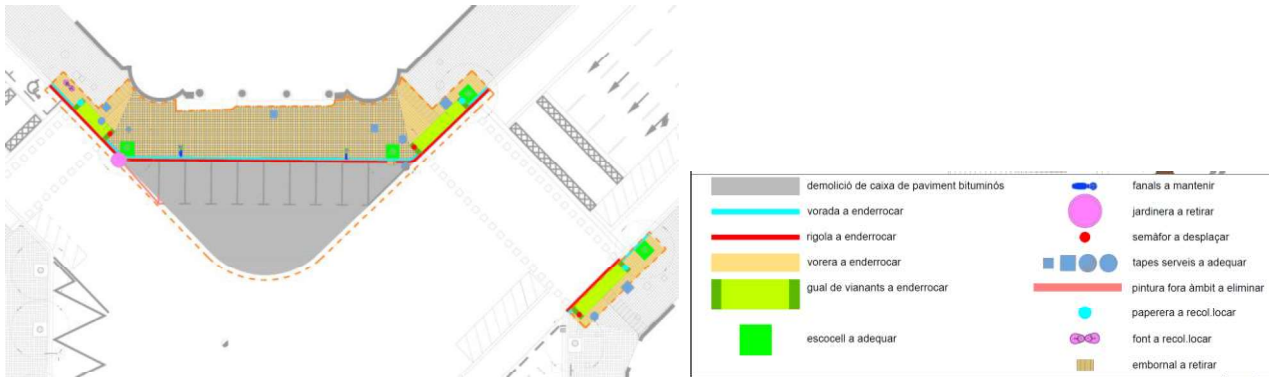 demolició de caixa de paviment bituminós
vorada a enderrocar
rigola a enderrocar
vorera a enderrocar
gual de vianants a enderrocar
escocell a adequar
fanals a mantenir
jardinera a retirar
semàfor a desplaçar
tapes serveis a adequar
pintura fora àmbit a eliminar
paperera a recol.locar
font a recol.locar
embornal a retirar